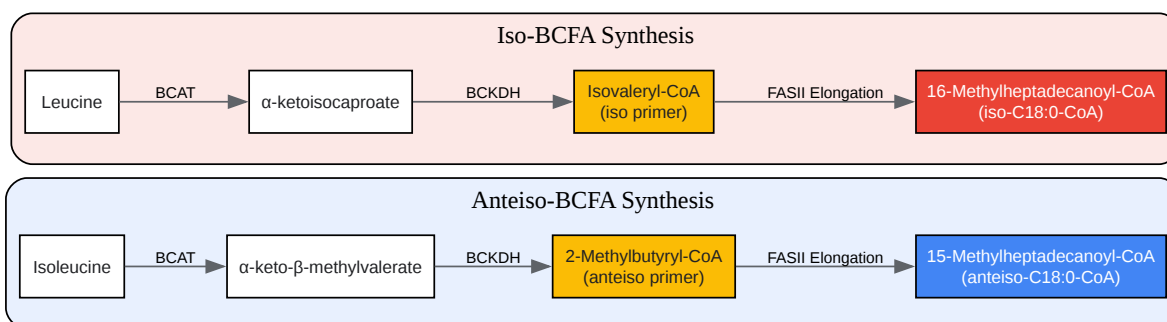 Iso-BCFA Synthesis
Leucine
BCAT
α-ketoisocaproate
BCKDH
Isovaleryl-CoA
(iso primer)
FASII Elongation
16-Methylheptadecanoyl-CoA
(iso-C18:0-CoA)
Anteiso-BCFA Synthesis
Isoleucine
BCAT
α-keto-β-methylvalerate
BCKDH
2-Methylbutyryl-CoA
(anteiso primer)
FASII Elongation
15-Methylheptadecanoyl-CoA
(anteiso-C18:0-CoA)